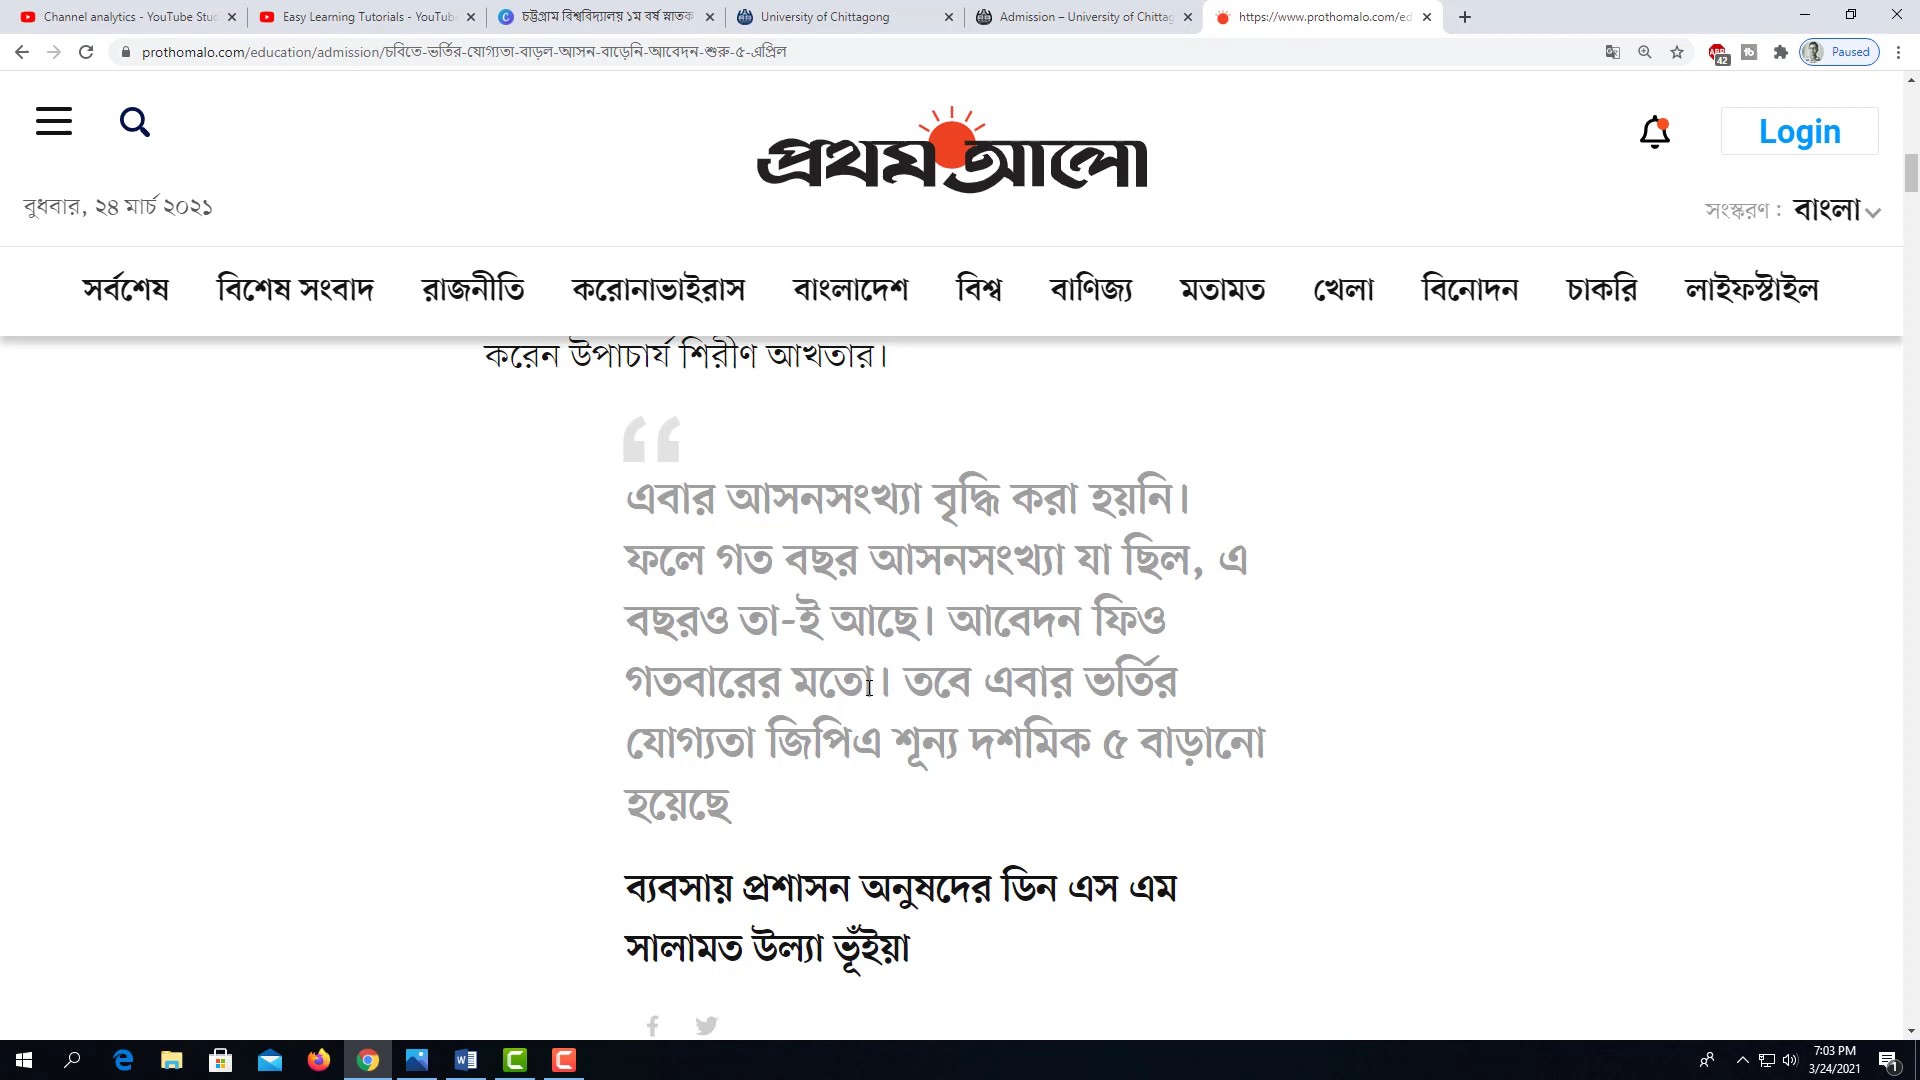 Channel analytics - YouTube Stu
Easy Learning Tutorials - YouTube
চট্টগ্রাম বিশ্ববিদ্যালয় ১ম বর্ষ স্নাতক
University of Chittagong
Admission – University of Chittag
https://www.prothomalo.com/ed
prothomalo.com/education/admission/চবিতে-ভর্তির-যোগ্যতা-বাড়ল-আসন-বাড়েনি-আবেদন-শুরু-৫-এপ্রিল
42
Paused
প্রথম আলো
Login
বুধবার, ২৪ মার্চ ২০২১
সংস্করণ : বাংলা
সর্বশেষ বিশেষ সংবাদ রাজনীতি করোনাভাইরাস বাংলাদেশ বিশ্ব বাণিজ্য মতামত খেলা বিনোদন চাকরি লাইফস্টাইল
করেন উপাচার্য শিরীণ আখতার।
“
এবার আসনসংখ্যা বৃদ্ধি করা হয়নি।
ফলে গত বছর আসনসংখ্যা যা ছিল, এ
বছরও তা-ই আছে। আবেদন ফিও
গতবারের মতো। তবে এবার ভর্তির
যোগ্যতা জিপিএ শূন্য দশমিক ৫ বাড়ানো
হয়েছে
ব্যবসায় প্রশাসন অনুষদের ডিন এস এম
সালামত উল্যা ভূঁইয়া
7:03 PM
3/24/2021
1